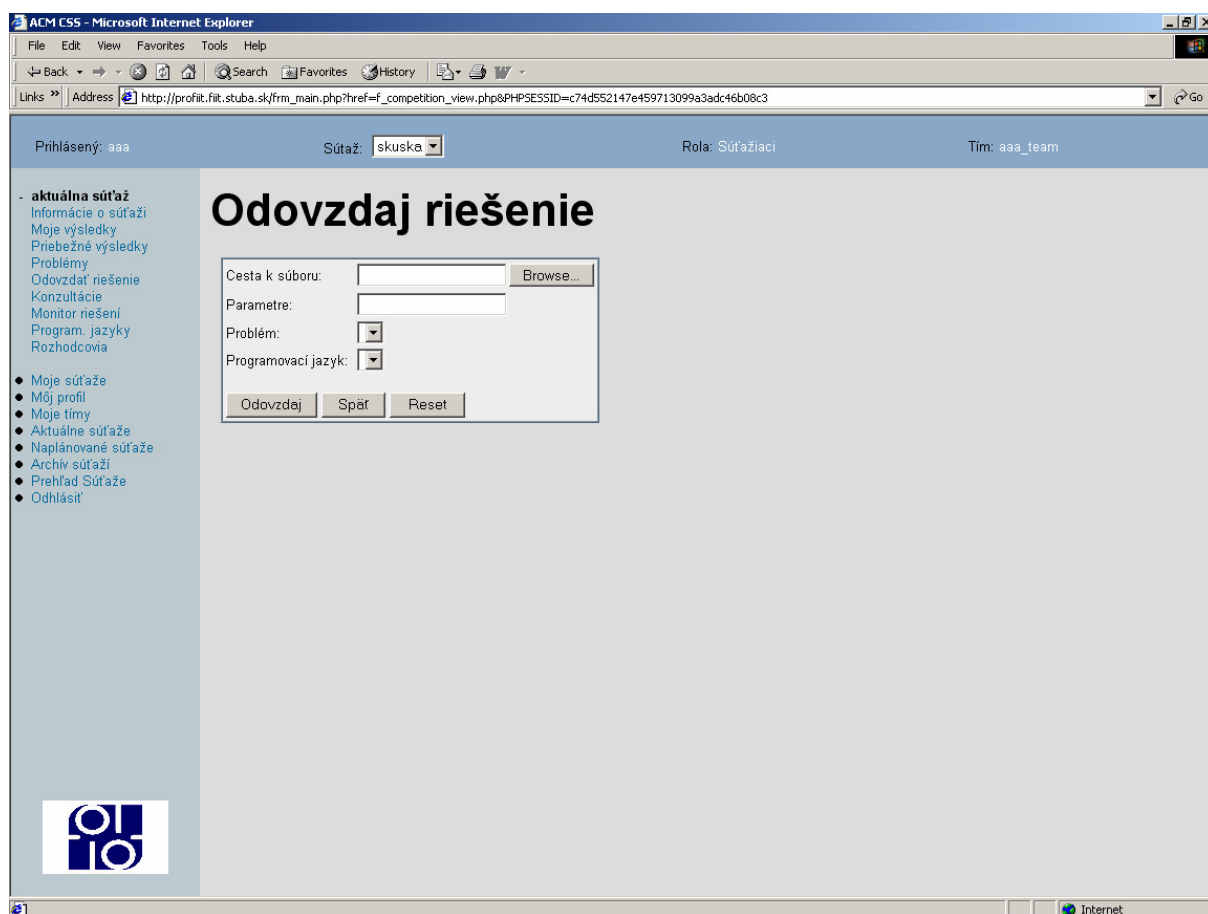 ACM CSS - Microsoft Internet Explorer
File Edit View Favorites Tools Help
Back Search Favorites History
Links » Address http://profiit.fiit.stuba.sk/frm_main.php?href=f_competition_view.php&PHPSESSID=c74d552147e459713099a3adc46b08c3 Go
Prihlásený: aaa Sútaž: skuska Rola: Súťažiaci Tím: aaa_team
- aktuálna súťaž
Informácie o súťaži
Moje výsledky
Priebežné výsledky
Problémy
Odovzdať riešenie
Konzultácie
Monitor riešení
Program. jazyky
Rozhodcovia
Moje súťaže
Môj profil
Moje tímy
Aktuálne súťaže
Naplánované súťaže
Archív súťaží
Prehľad Súťaže
Odhlásiť
Odovzdaj riešenie
Cesta k súboru: Browse...
Parametre:
Problém:
Programovací jazyk:
Odovzdaj Späť Reset
Internet